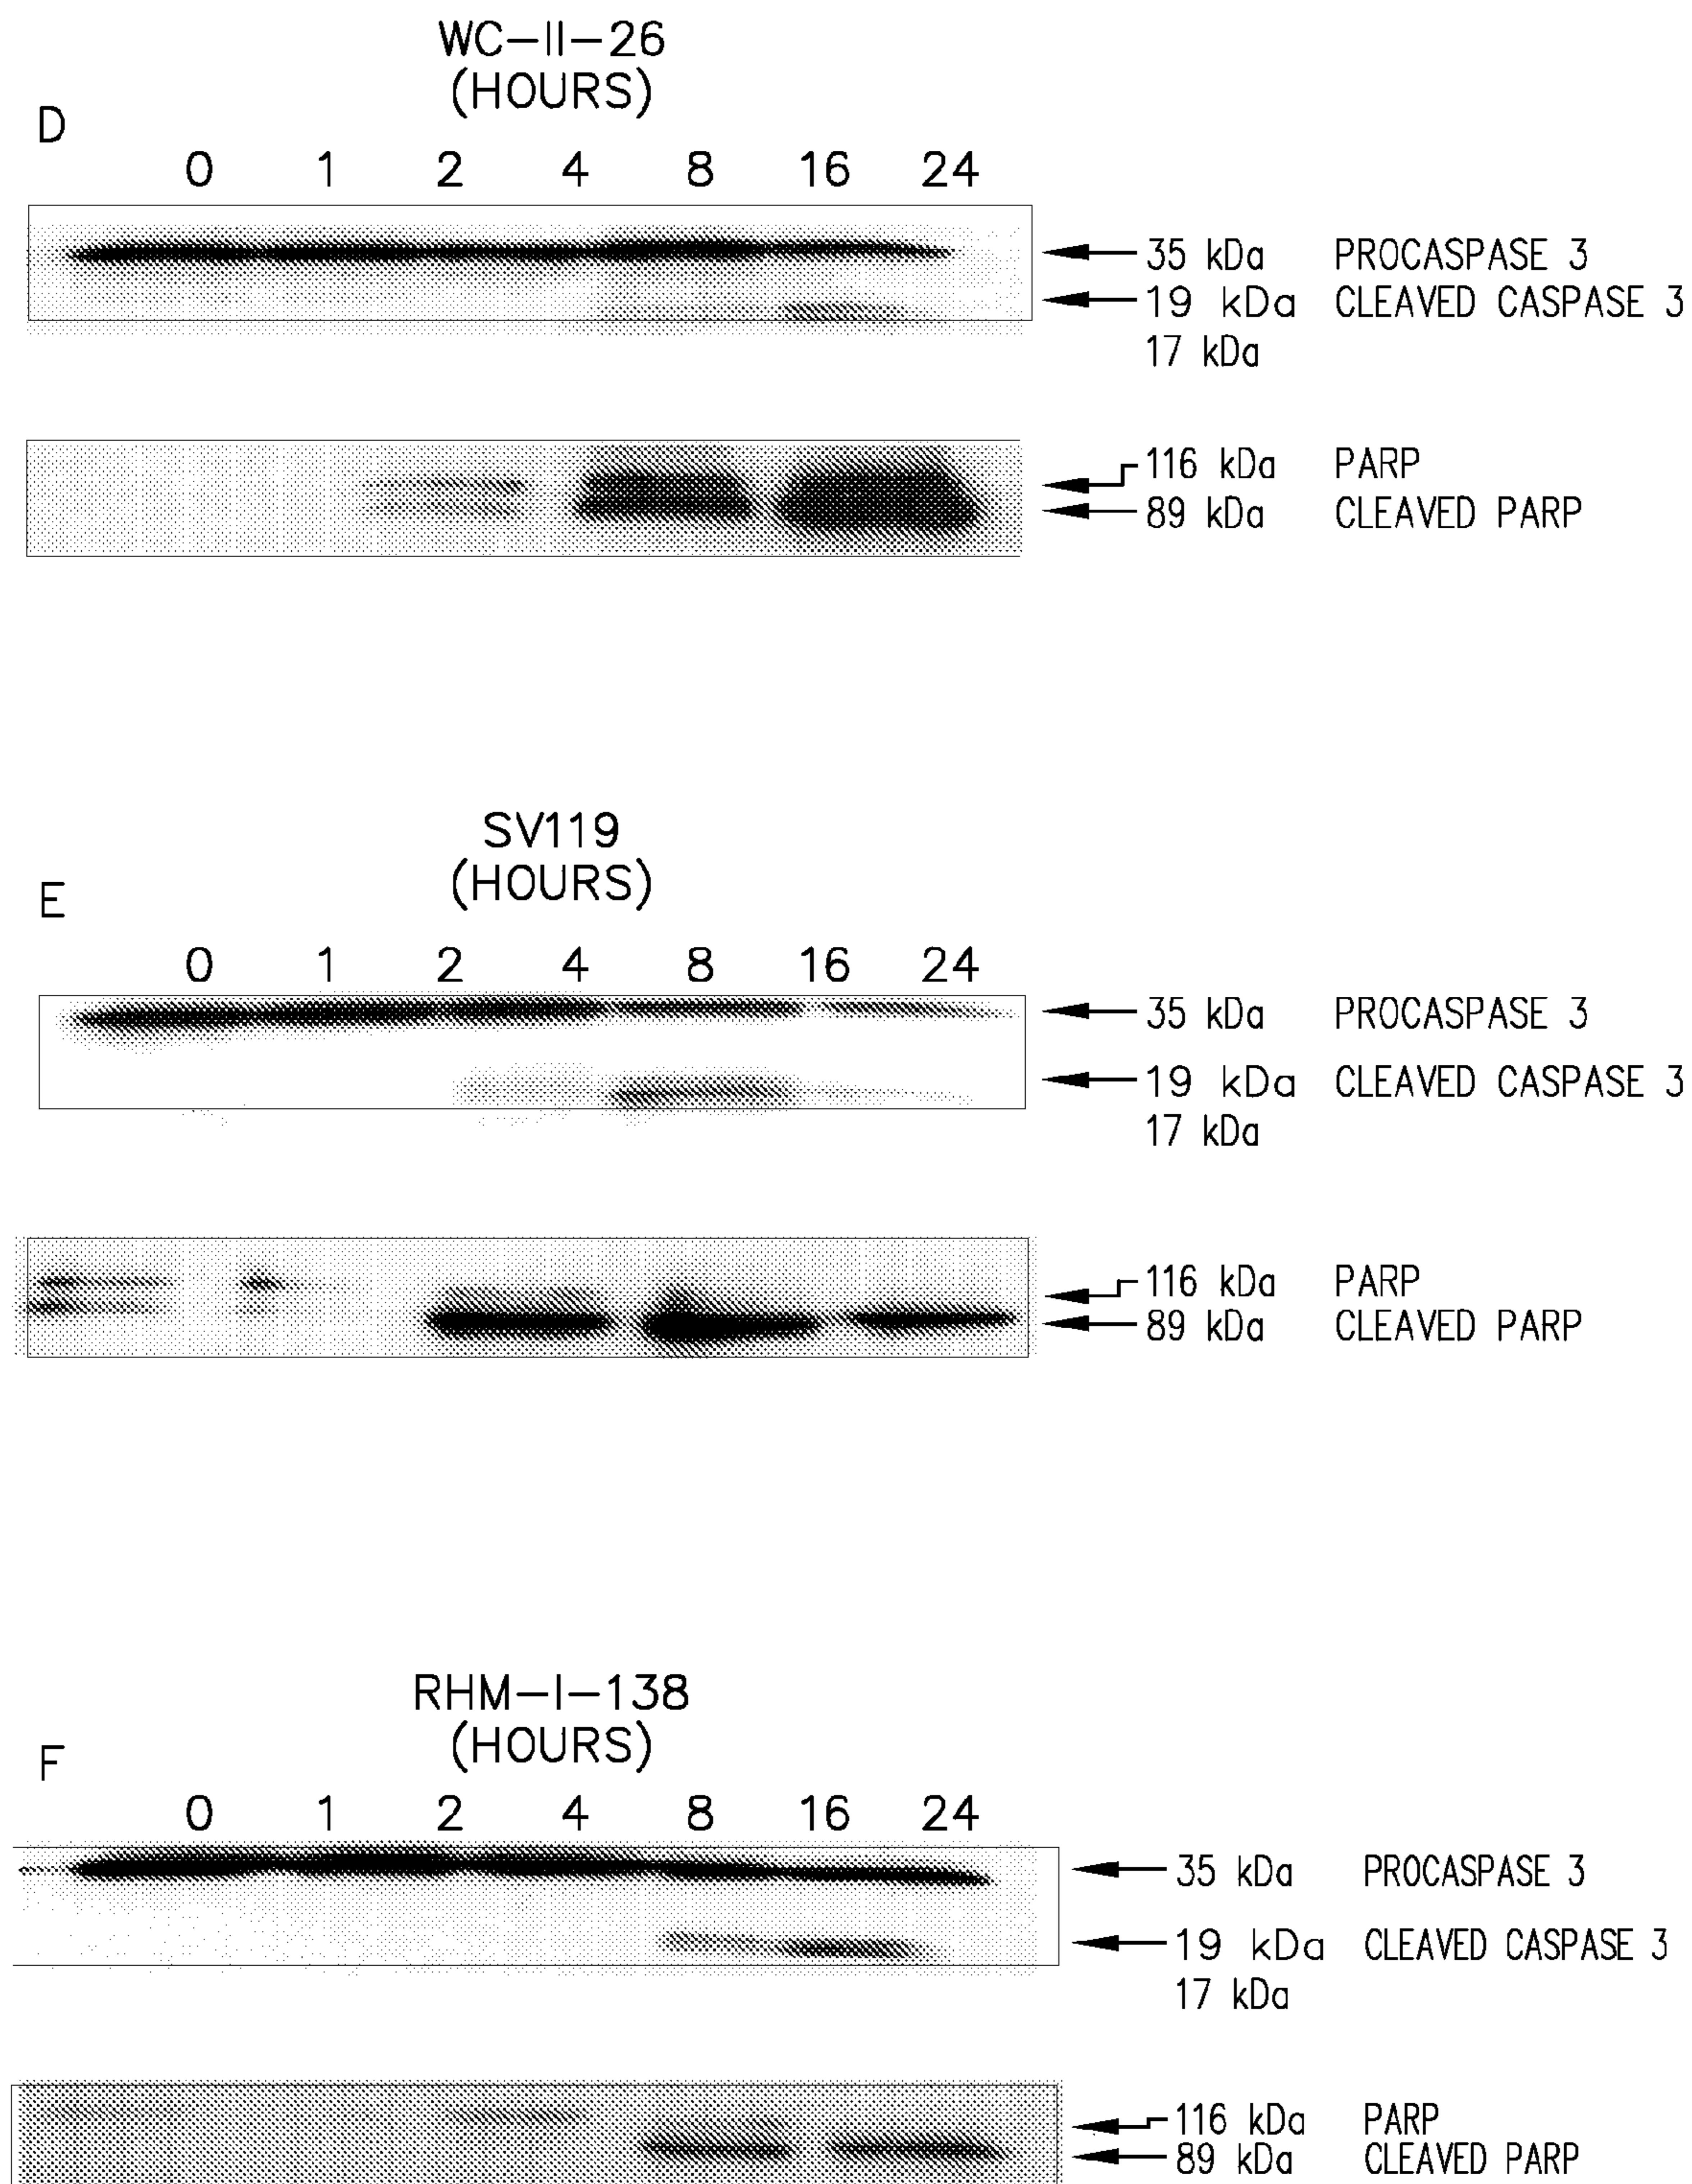 WC-II-26
(HOURS)
D
0 1 2 4 8 16 24
35 kDa PROCASPASE 3
19 kDa CLEAVED CASPASE 3
17 kDa
116 kDa PARP
89 kDa CLEAVED PARP
SV119
(HOURS)
E
0 1 2 4 8 16 24
35 kDa PROCASPASE 3
19 kDa CLEAVED CASPASE 3
17 kDa
116 kDa PARP
89 kDa CLEAVED PARP
RHM-I-138
(HOURS)
F
0 1 2 4 8 16 24
35 kDa PROCASPASE 3
19 kDa CLEAVED CASPASE 3
17 kDa
116 kDa PARP
89 kDa CLEAVED PARP